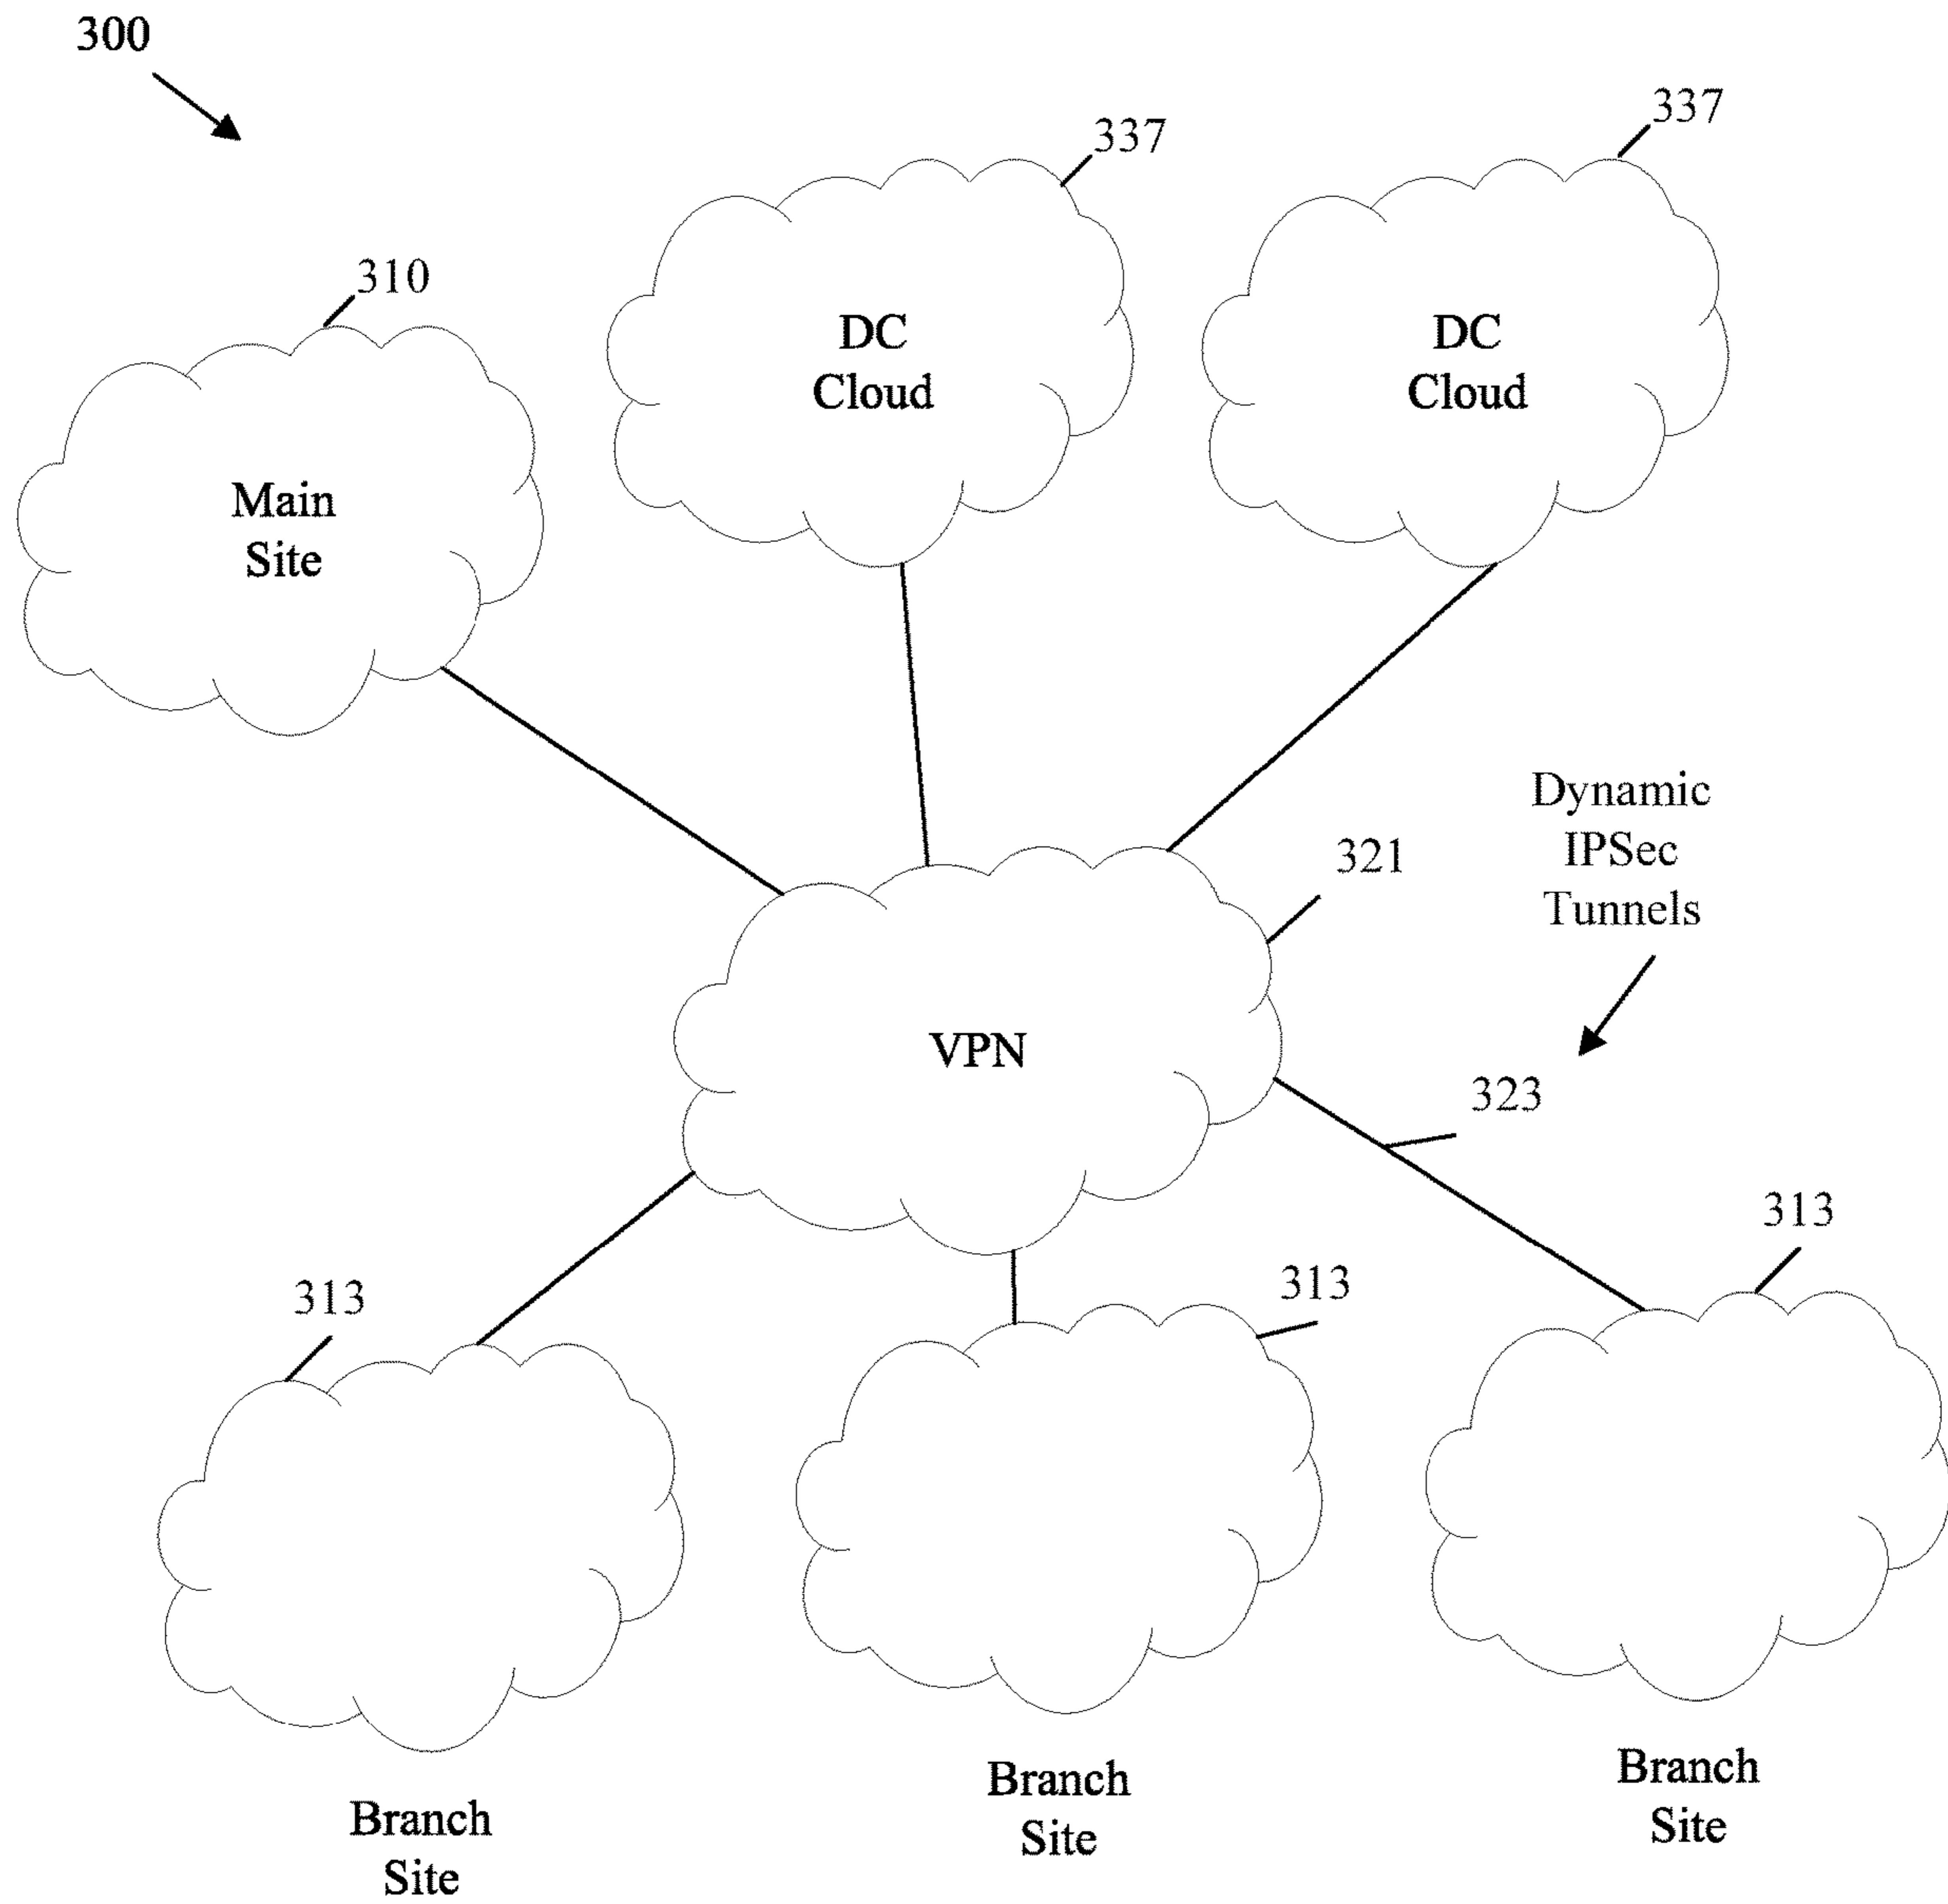 300
337
337
310
DC
Cloud
DC
Cloud
Main
Site
Dynamic
IPSec
Tunnels
321
VPN
323
313
313
313
Branch
Site
Branch
Site
Branch
Site